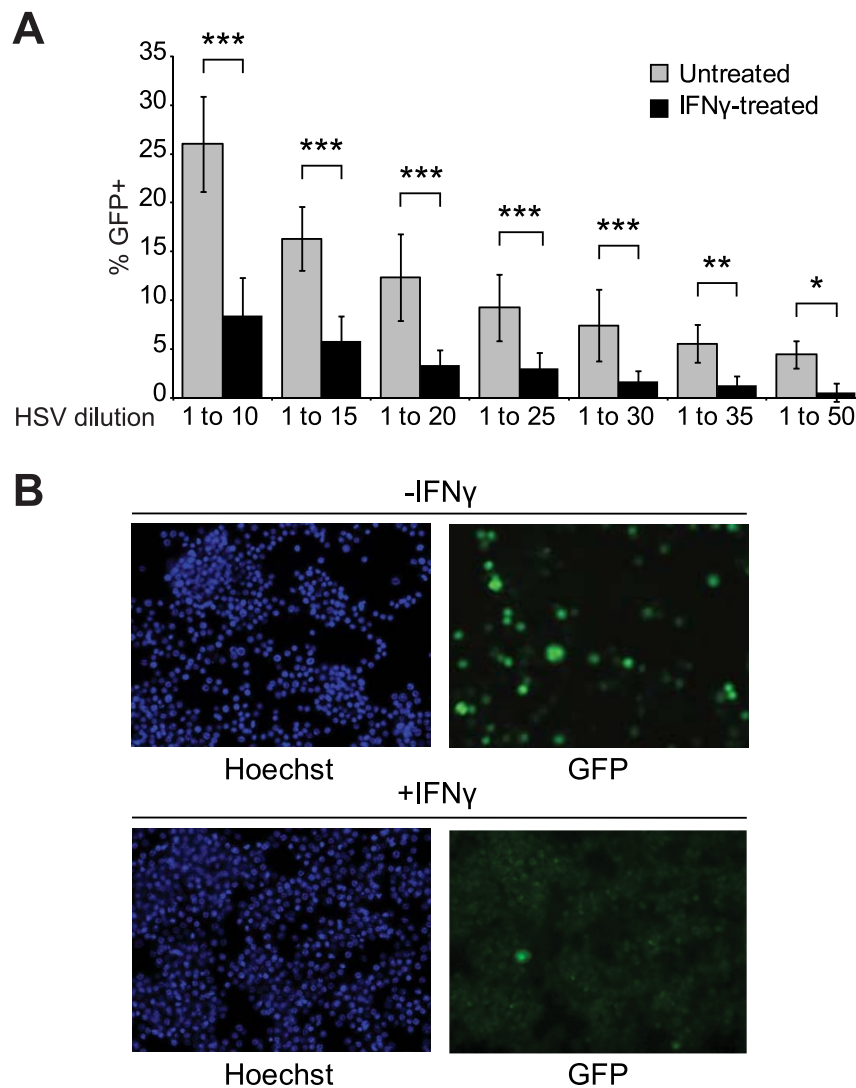 A
***
35
30
25
20
15
10
5
0
% GFP+
Untreated
IFNγ-treated
***
***
***
***
**
*
HSV dilution 1 to 10 1 to 15 1 to 20 1 to 25 1 to 30 1 to 35 1 to 50
B
-IFNγ
Hoechst GFP
+IFNγ
Hoechst GFP